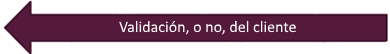 Validación, o no, del cliente